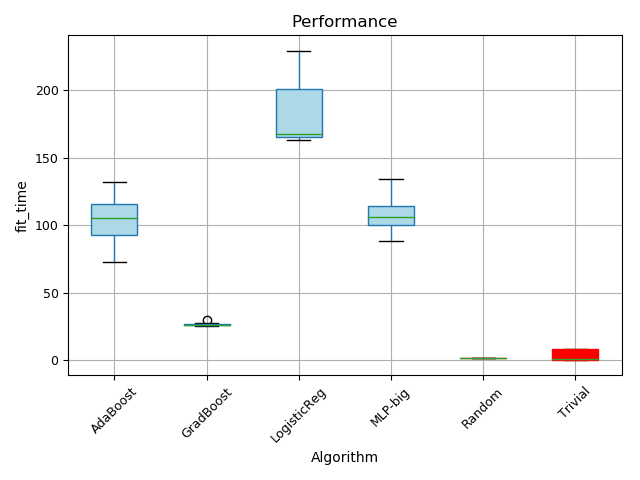 Performance
fit_time
200
150
100
50
0
AdaBoost
GradBoost
LogisticReg
MLP-big
Random
Trivial
Algorithm